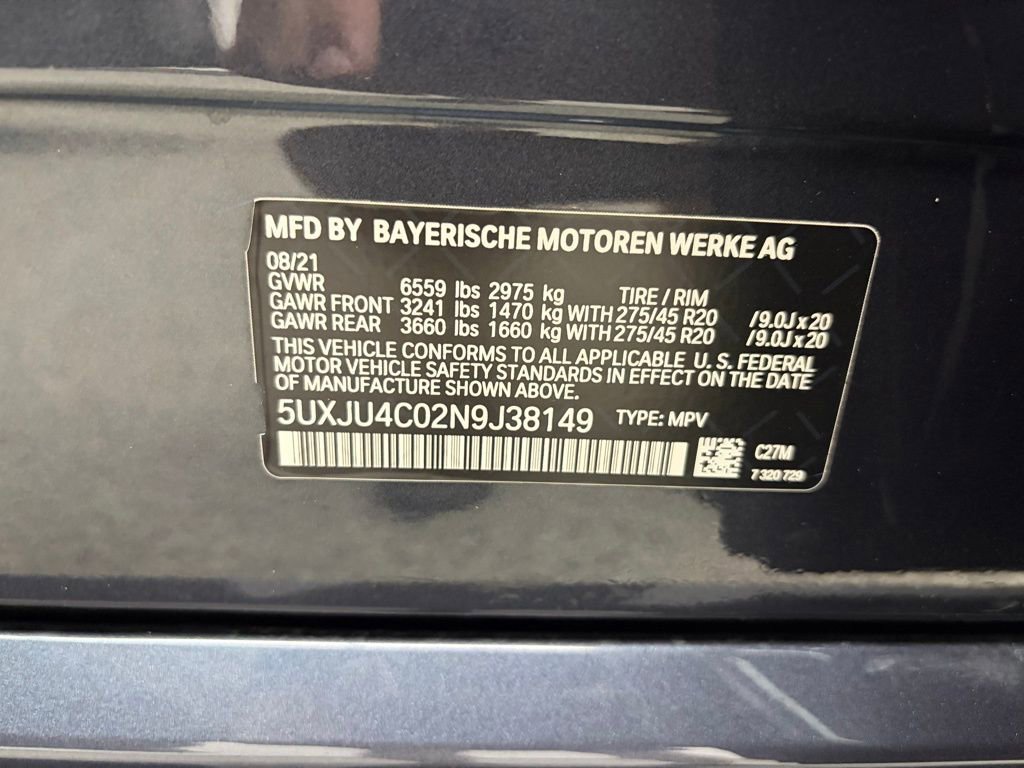 MFD BY BAYERISCHE MOTOREN WERKE AG
08/21
GVWR 6559 lbs 2975 kg TIRE / RIM
GAWR FRONT 3241 lbs 1470 kg WITH 275/45 R20 /9.0J x 20
GAWR REAR 3660 lbs 1660 kg WITH 275/45 R20 /9.0J x 20
THIS VEHICLE CONFORMS TO ALL APPLICABLE U. S. FEDERAL
MOTOR VEHICLE SAFETY STANDARDS IN EFFECT ON THE DATE
OF MANUFACTURE SHOWN ABOVE.
5UXJU4C02N9J38149 TYPE: MPV
C27M
7 320 729